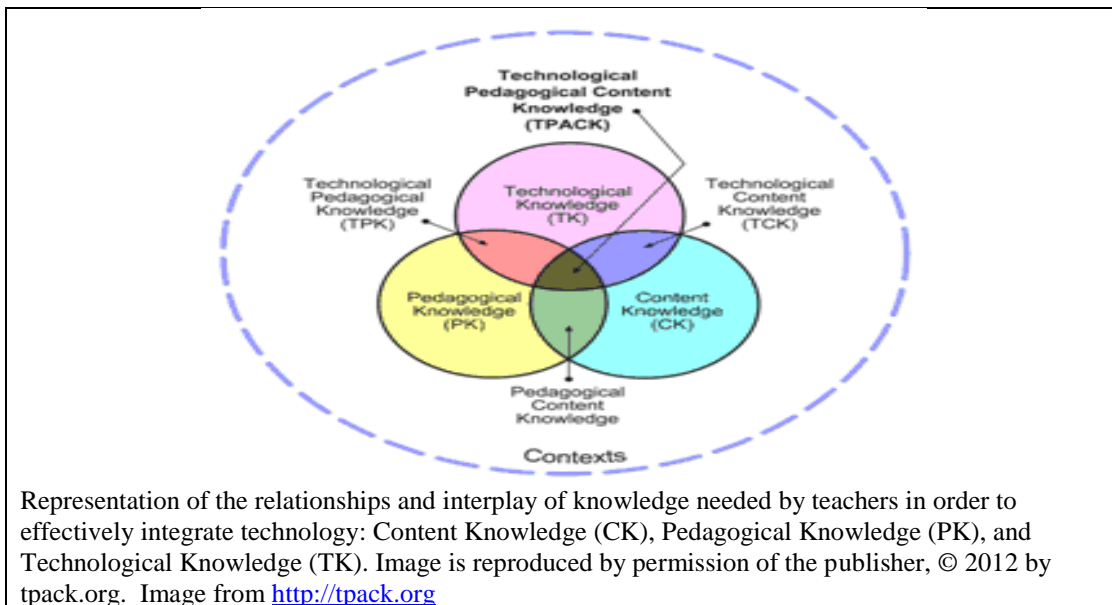 Technological
Pedagogical Content
Knowledge
(TPACK)
Technological
Pedagogical
Knowledge
(TPK)
Technological
Knowledge
(TK)
Technological
Content
Knowledge
(TCK)
Pedagogical
Knowledge
(PK)
Content
Knowledge
(CK)
Pedagogical
Content
Knowledge
Contexts
Representation of the relationships and interplay of knowledge needed by teachers in order to
effectively integrate technology: Content Knowledge (CK), Pedagogical Knowledge (PK), and
Technological Knowledge (TK). Image is reproduced by permission of the publisher, © 2012 by
tpack.org. Image from http://tpack.org